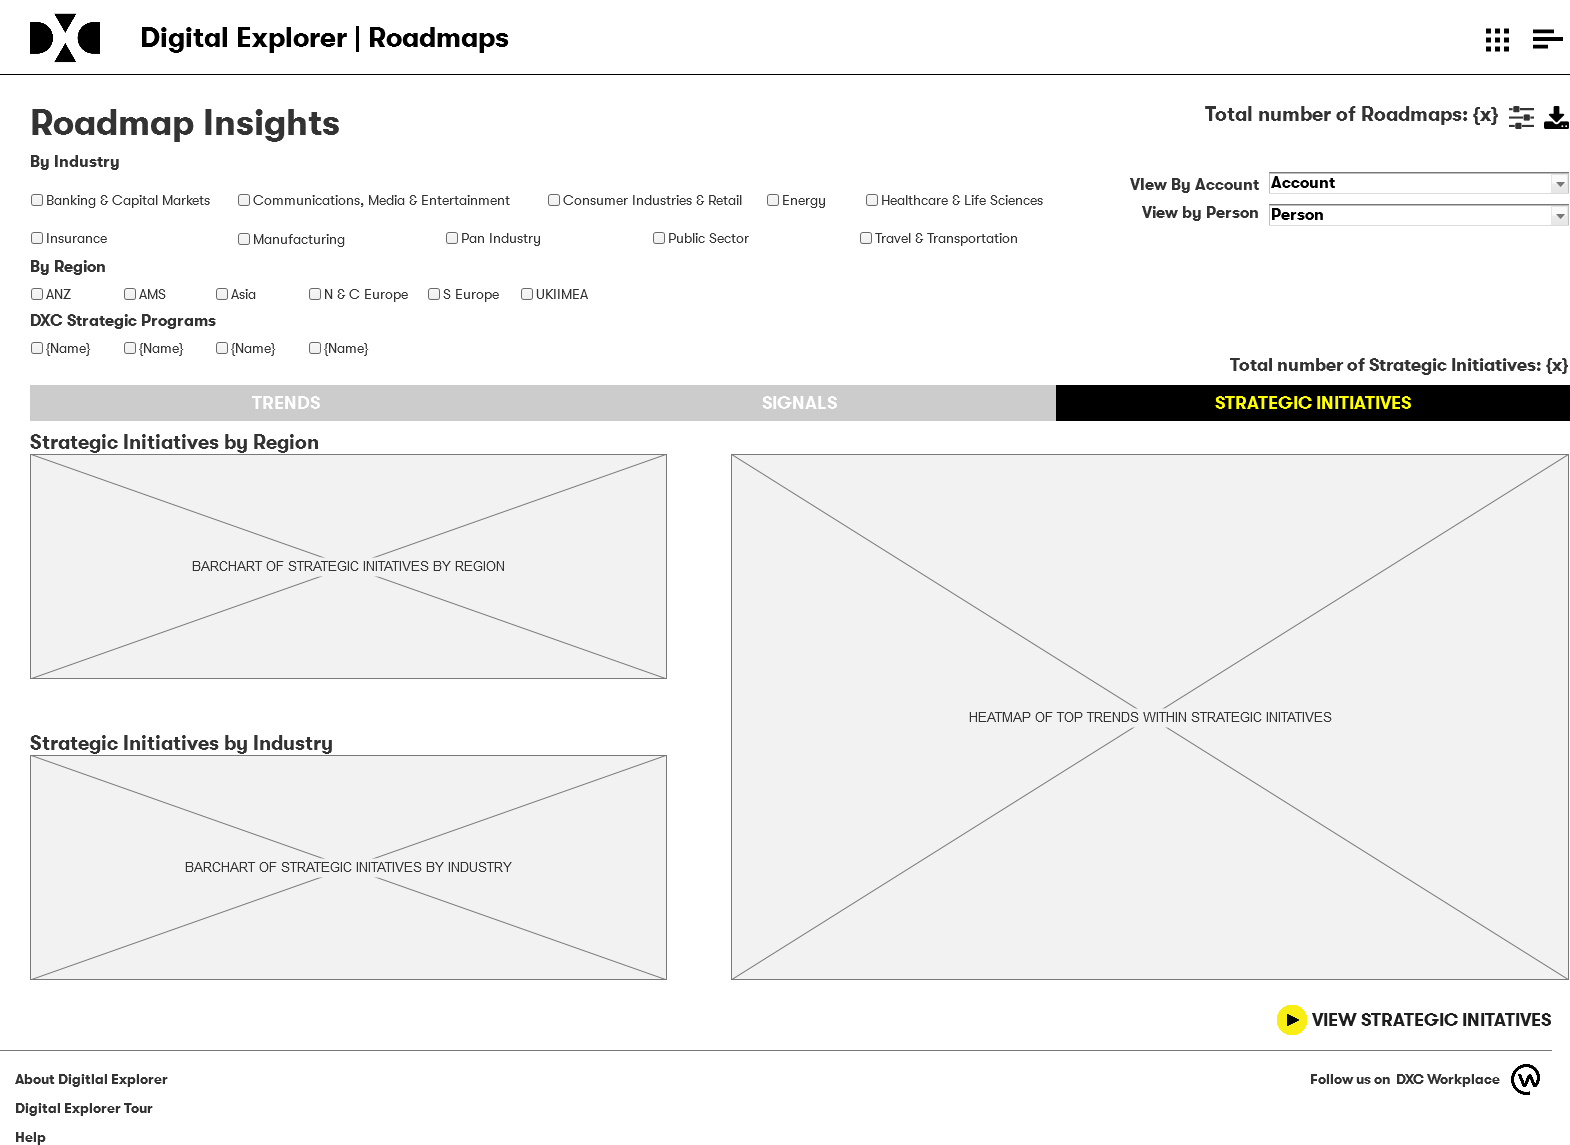 DXC
Digital Explorer | Roadmaps
Roadmap Insights
Total number of Roadmaps: {x}
By Industry
Banking & Capital Markets
Communications, Media & Entertainment
Consumer Industries & Retail
Energy
Healthcare & Life Sciences
Insurance
Manufacturing
Pan Industry
Public Sector
Travel & Transportation
VIew By Account
Account
View by Person
Person
By Region
ANZ
AMS
Asia
N & C Europe
S Europe
UKIIMEA
DXC Strategic Programs
{Name}
{Name}
{Name}
{Name}
Total number of Strategic Initiatives: {x}
TRENDS
SIGNALS
STRATEGIC INITIATIVES
Strategic Initiatives by Region
BARCHART OF STRATEGIC INITATIVES BY REGION
HEATMAP OF TOP TRENDS WITHIN STRATEGIC INITATIVES
Strategic Initiatives by Industry
BARCHART OF STRATEGIC INITATIVES BY INDUSTRY
VIEW STRATEGIC INITATIVES
About Digitlal Explorer
Follow us on DXC Workplace
Digital Explorer Tour
Help